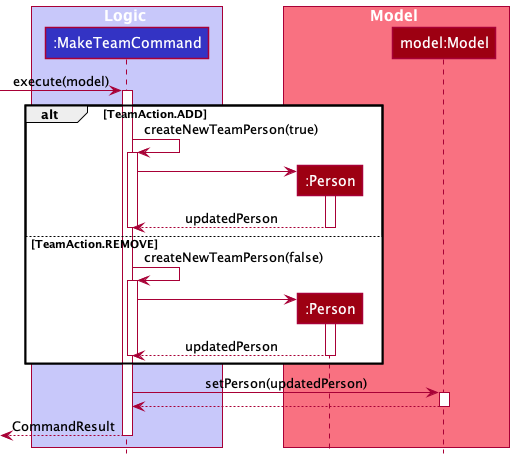 Logic
Model
:MakeTeamCommand
model:Model
execute(model)
alt
[TeamAction.ADD]
createNewTeamPerson(true)
:Person
updatedPerson
[TeamAction.REMOVE]
createNewTeamPerson(false)
:Person
updatedPerson
setPerson(updatedPerson)
CommandResult